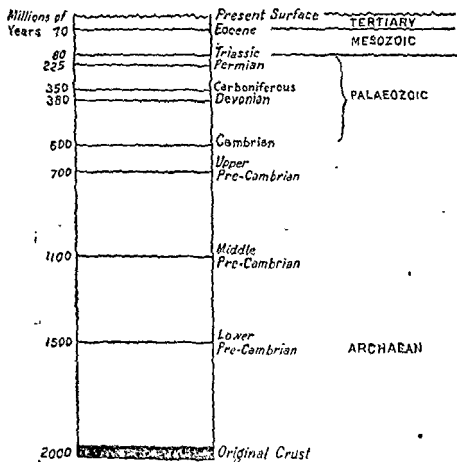 Millions of
Years
Present Surface
TERTIARY
70
Eocene
MESOZOIC
80
Triassic
225
Permian
350
Carboniferous
PALAEOZOIC
380
Devonian
600
Cambrian
700
Upper
Pre-Cambrian
1100
Middle
Pre-Cambrian
1500
Lower
Pre-Cambrian
ARCHAEAN
2000
Original Crust